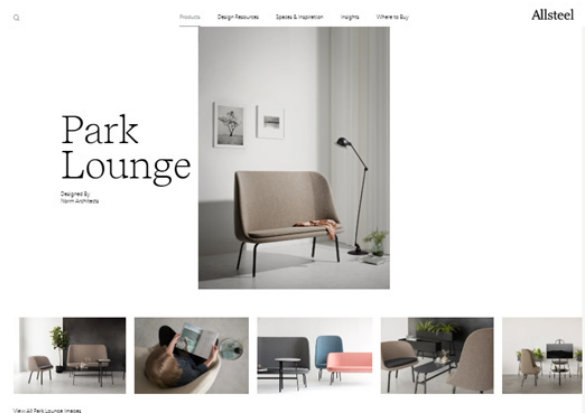 Products Design Resources Spaces & Inspiration Insights Where to Buy Allsteel
Park
Lounge
Designed By
Norm Architects
View All Park Lounge Images